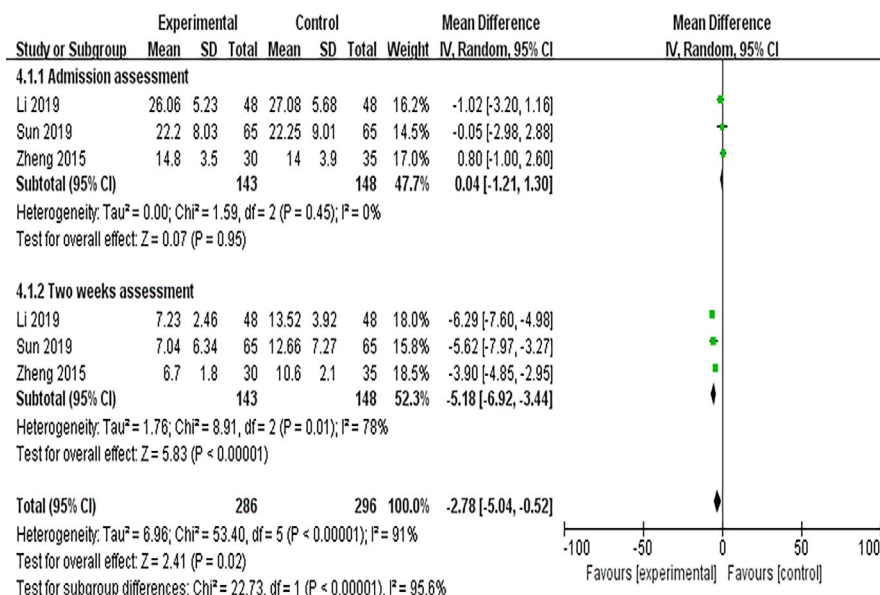 Experimental Control Mean Difference Mean Difference
Study or Subgroup Mean SD Total Mean SD Total Weight IV, Random, 95% CI IV, Random, 95% CI
4.1.1 Admission assessment
Li 2019 26.06 5.23 48 27.08 5.68 48 16.2% -1.02 [-3.20, 1.16]
Sun 2019 22.2 8.03 65 22.25 9.01 65 14.5% -0.05 [-2.98, 2.88]
Zheng 2015 14.8 3.5 30 14 3.9 35 17.0% 0.80 [-1.00, 2.60]
Subtotal (95% CI) 143 148 47.7% 0.04 [-1.21, 1.30]
Heterogeneity: Tau² = 0.00; Chi² = 1.59, df = 2 (P = 0.45); I² = 0%
Test for overall effect: Z = 0.07 (P = 0.95)
4.1.2 Two weeks assessment
Li 2019 7.23 2.46 48 13.52 3.92 48 18.0% -6.29 [-7.60, -4.98]
Sun 2019 7.04 6.34 65 12.66 7.27 65 15.8% -5.62 [-7.97, -3.27]
Zheng 2015 6.7 1.8 30 10.6 2.1 35 18.5% -3.90 [-4.85, -2.95]
Subtotal (95% CI) 143 148 52.3% -5.18 [-6.92, -3.44]
Heterogeneity: Tau² = 1.76; Chi² = 8.91, df = 2 (P = 0.01); I² = 78%
Test for overall effect: Z = 5.83 (P < 0.00001)
Total (95% CI) 286 296 100.0% -2.78 [-5.04, -0.52]
Heterogeneity: Tau² = 6.96; Chi² = 53.40, df = 5 (P < 0.00001); I² = 91%
Test for overall effect: Z = 2.41 (P = 0.02)
Test for subgroup differences: Chi² = 22.73, df = 1 (P < 0.00001), I² = 95.6%
-100 -50 0 50 100
Favours [experimental] Favours [control]